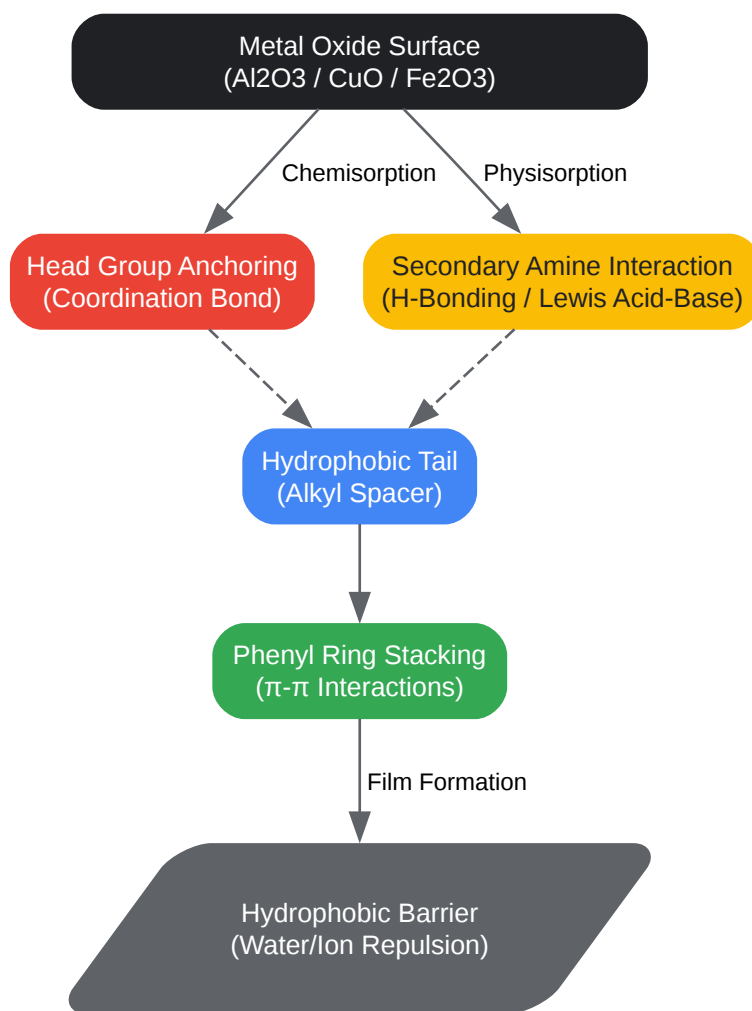 Metal Oxide Surface
(Al2O3 / CuO / Fe2O3)
Chemisorption
Physisorption
Head Group Anchoring
(Coordination Bond)
Secondary Amine Interaction
(H-Bonding / Lewis Acid-Base)
Hydrophobic Tail
(Alkyl Spacer)
Phenyl Ring Stacking
(π-π Interactions)
Film Formation
Hydrophobic Barrier
(Water/Ion Repulsion)